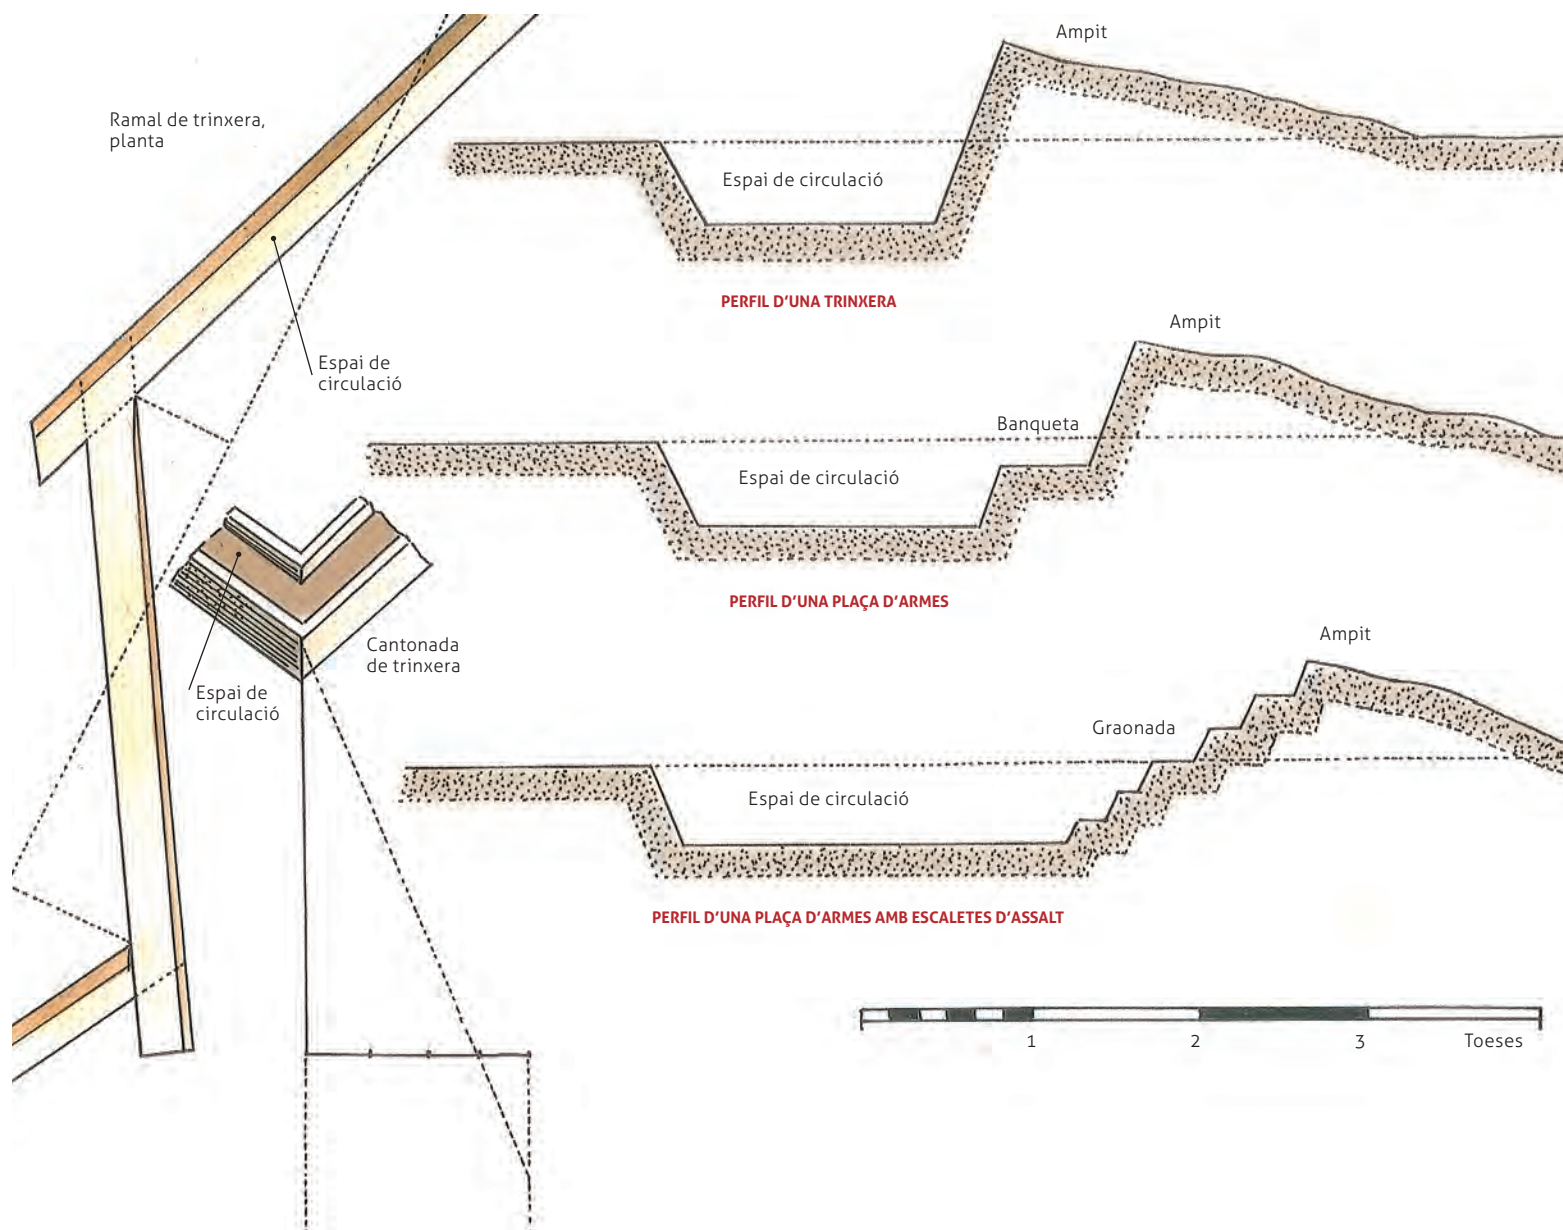 Ampit
Ramal de trinxera,
planta
Espai de circulació
PERFIL D'UNA TRINXERA
Ampit
Espai de
circulació
Banqueta
Espai de circulació
PERFIL D'UNA PLAÇA D'ARMES
Ampit
Cantonada
de trinxera
Espai de
circulació
Graonada
Espai de circulació
PERFIL D'UNA PLAÇA D'ARMES AMB ESCALETES D'ASSALT
1 2 3 Toeses